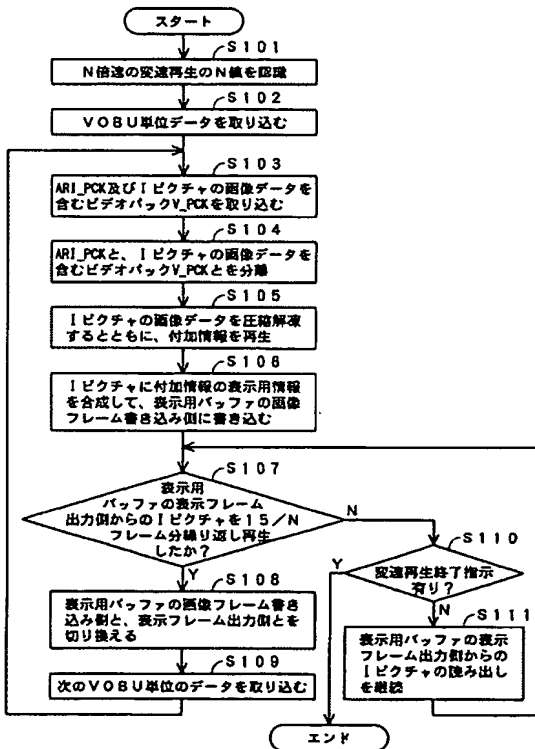 スタート
S101
N倍速の変速再生のN値を認識
S102
VOBU単位データを取り込む
S103
ARI_PCK及びIピクチャの画像データを
含むビデオパックV_PCKを取り込む
S104
ARI_PCKと、Iピクチャの画像データを
含むビデオパックV_PCKとを分離
S105
Iピクチャの画像データを圧縮解凍
するとともに、付加情報を再生
S106
Iピクチャに付加情報の表示用情報
を合成して、表示用バッファの画像
フレーム書き込み側に書き込む
S107
表示用
バッファの表示フレーム
出力側からのIピクチャを15/N
フレーム分繰り返し再生
したか?
N
Y
S108
表示用バッファの画像フレーム書き
込み側と、表示フレーム出力側とを
切り換える
S109
次のVOBU単位のデータを取り込む
S110
変速再生終了指示
有り?
Y
N
S111
表示用バッファの表示
フレーム出力側からの
Iピクチャの読み出し
を継続
エンド